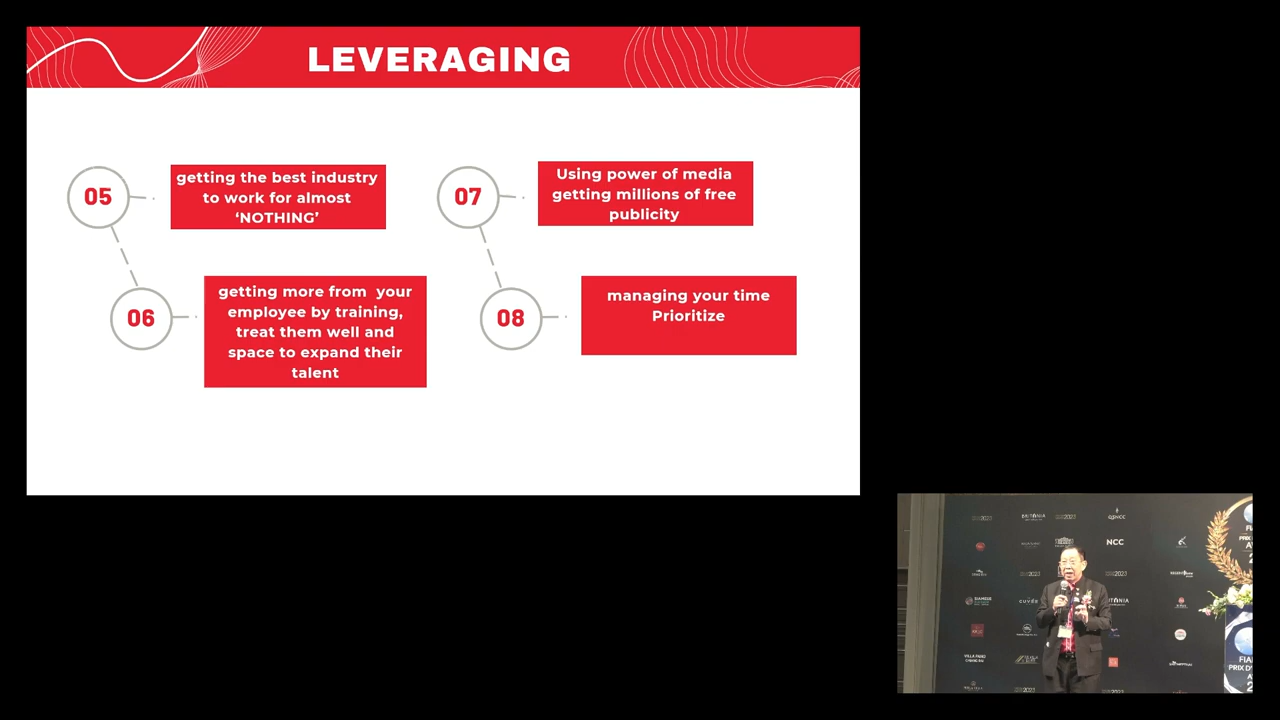 LEVERAGING
05
getting the best industry
to work for almost
‘NOTHING’
06
getting more from  your
employee by training,
treat them well and
space to expand their
talent
07
Using power of media
getting millions of free
publicity
08
managing your time
Prioritize
NCC